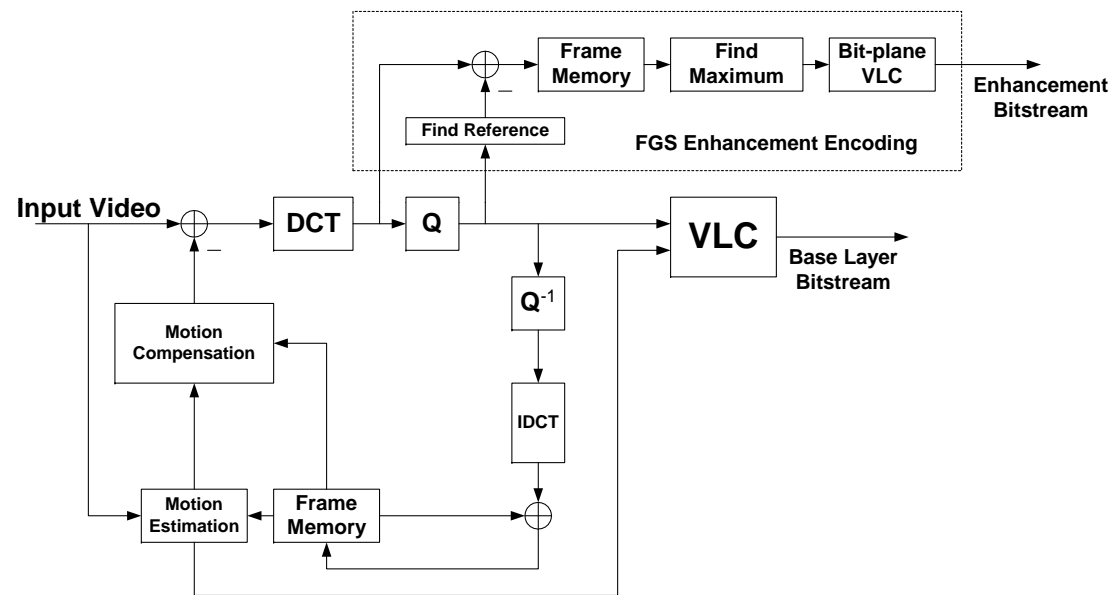 Frame
Memory
Find
Maximum
Bit-plane
VLC
Enhancement
Bitstream
Find Reference
FGS Enhancement Encoding
Input Video
DCT
Q
VLC
Base Layer
Bitstream
Q-1
Motion
Compensation
IDCT
Motion
Estimation
Frame
Memory